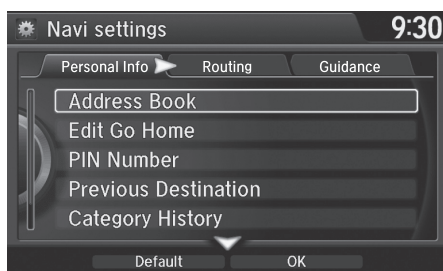 Navi settings 9:30
Personal Info Routing Guidance
Address Book
Edit Go Home
PIN Number
Previous Destination
Category History
Default OK